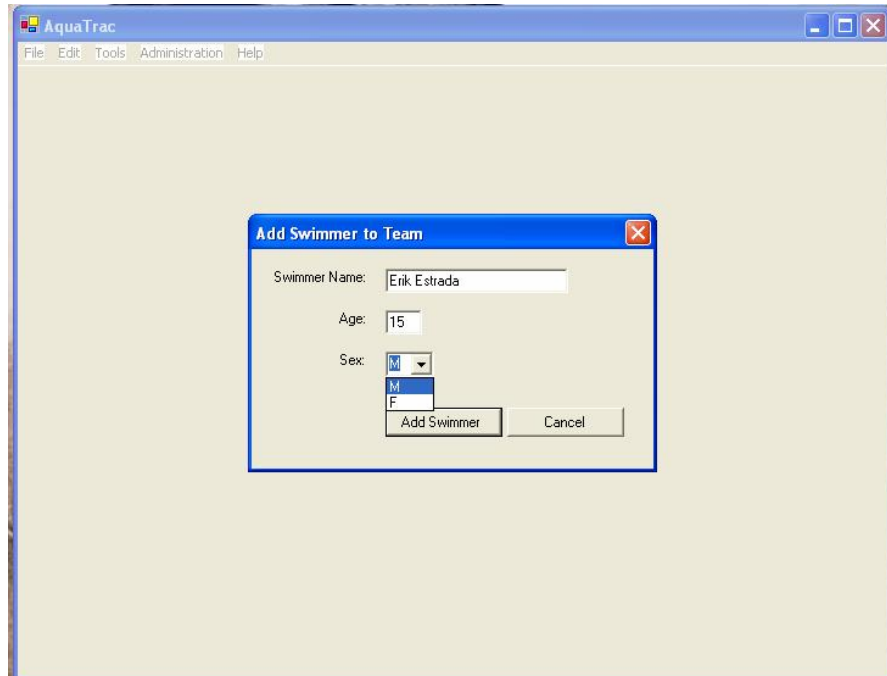 AquaTrac
File Edit Tools Administration Help
Add Swimmer to Team
Swimmer Name: Erik Estrada
Age: 15
Sex: M
M
F
Add Swimmer Cancel